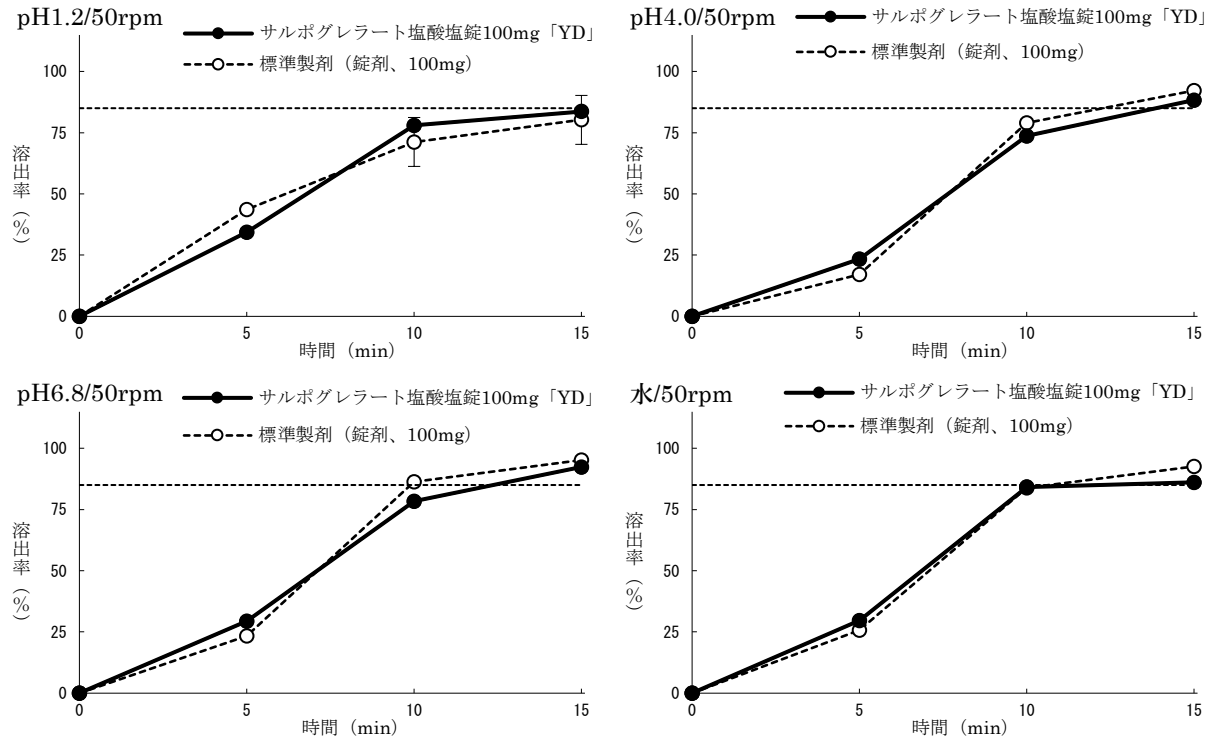 pH1.2/50rpm
サルポグレラート塩酸塩錠100mg「YD」
標準製剤（錠剤、100mg）
100
75
50
25
0
溶出率（%）
0 5 10 15
時間（min）
pH4.0/50rpm
サルポグレラート塩酸塩錠100mg「YD」
標準製剤（錠剤、100mg）
100
75
50
25
0
溶出率（%）
0 5 10 15
時間（min）
pH6.8/50rpm
サルポグレラート塩酸塩錠100mg「YD」
標準製剤（錠剤、100mg）
100
75
50
25
0
溶出率（%）
0 5 10 15
時間（min）
水/50rpm
サルポグレラート塩酸塩錠100mg「YD」
標準製剤（錠剤、100mg）
100
75
50
25
0
溶出率（%）
0 5 10 15
時間（min）